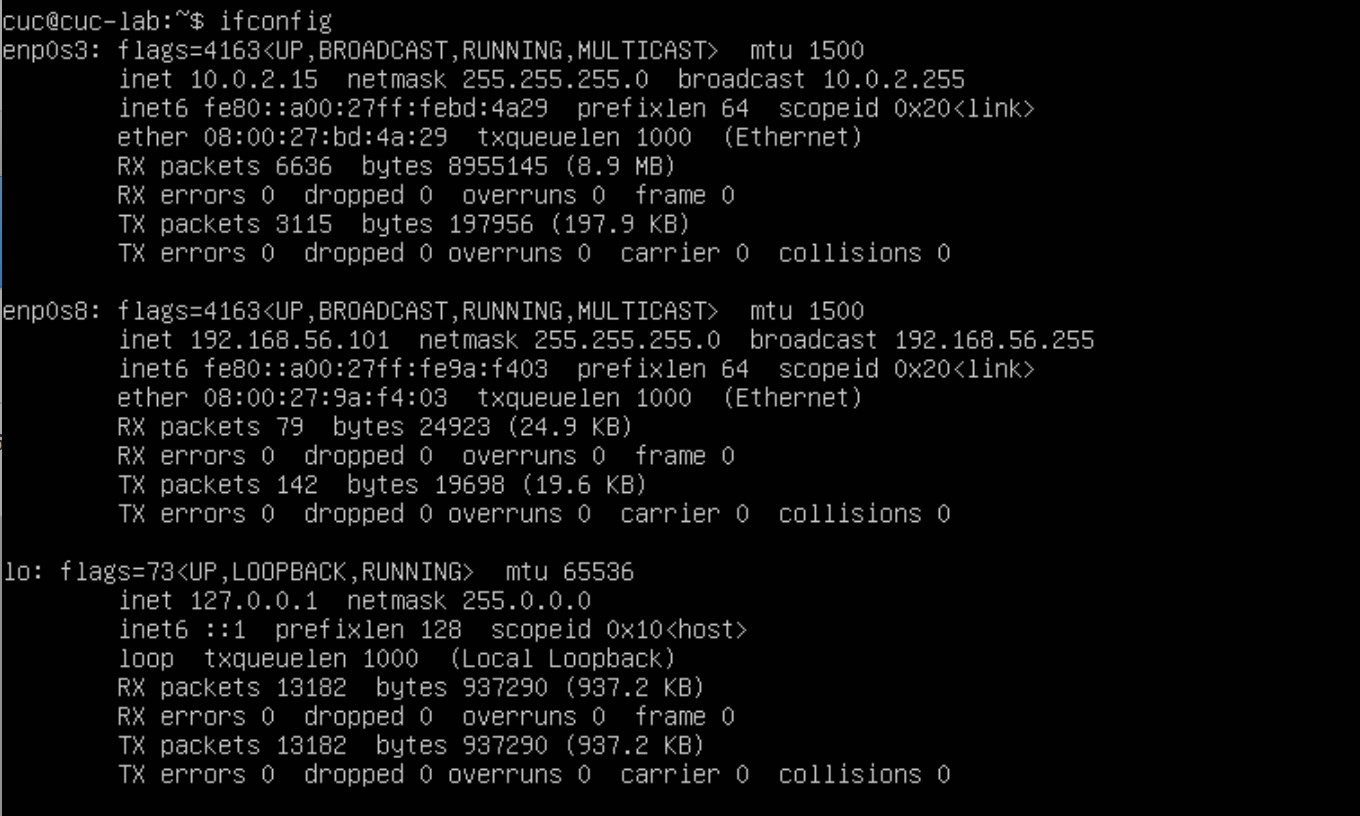 cuc@cuc-lab:~$ ifconfig
enp0s3: flags=4163<UP,BROADCAST,RUNNING,MULTICAST>  mtu 1500
        inet 10.0.2.15  netmask 255.255.255.0  broadcast 10.0.2.255
        inet6 fe80::a00:27ff:febd:4a29  prefixlen 64  scopeid 0x20<link>
        ether 08:00:27:bd:4a:29  txqueuelen 1000  (Ethernet)
        RX packets 6636  bytes 8955145 (8.9 MB)
        RX errors 0  dropped 0  overruns 0  frame 0
        TX packets 3115  bytes 197956 (197.9 KB)
        TX errors 0  dropped 0 overruns 0  carrier 0  collisions 0

enp0s8: flags=4163<UP,BROADCAST,RUNNING,MULTICAST>  mtu 1500
        inet 192.168.56.101  netmask 255.255.255.0  broadcast 192.168.56.255
        inet6 fe80::a00:27ff:fe9a:f403  prefixlen 64  scopeid 0x20<link>
        ether 08:00:27:9a:f4:03  txqueuelen 1000  (Ethernet)
        RX packets 79  bytes 24923 (24.9 KB)
        RX errors 0  dropped 0  overruns 0  frame 0
        TX packets 142  bytes 19698 (19.6 KB)
        TX errors 0  dropped 0 overruns 0  carrier 0  collisions 0

lo: flags=73<UP,LOOPBACK,RUNNING>  mtu 65536
        inet 127.0.0.1  netmask 255.0.0.0
        inet6 ::1  prefixlen 128  scopeid 0x10<host>
        loop  txqueuelen 1000  (Local Loopback)
        RX packets 13182  bytes 937290 (937.2 KB)
        RX errors 0  dropped 0  overruns 0  frame 0
        TX packets 13182  bytes 937290 (937.2 KB)
        TX errors 0  dropped 0 overruns 0  carrier 0  collisions 0